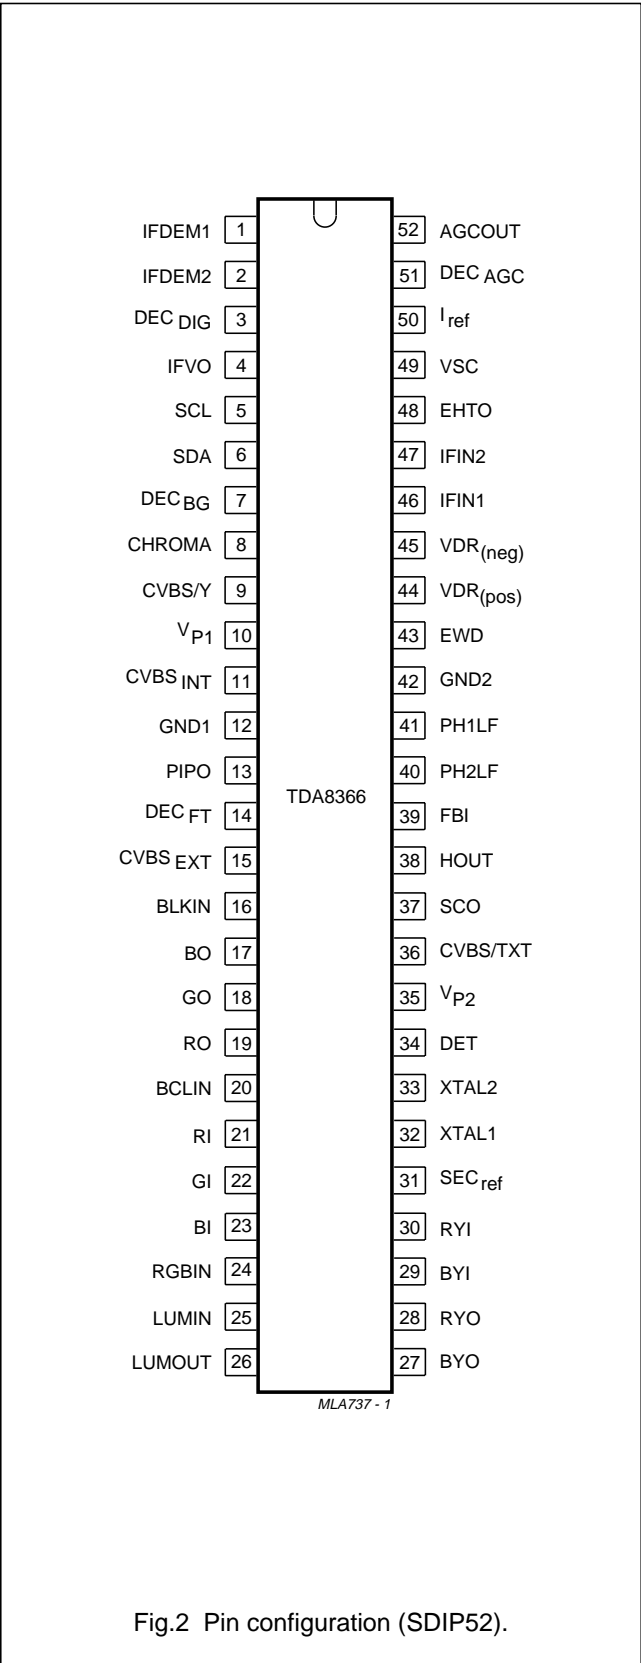 IFDEM1 1 52 AGCOUT
IFDEM2 2 51 DEC AGC
DEC DIG 3 50 I ref
IFVO 4 49 VSC
SCL 5 48 EHTO
SDA 6 47 IFIN2
DEC BG 7 46 IFIN1
CHROMA 8 45 VDR(neg)
CVBS/Y 9 44 VDR(pos)
V P1 10 43 EWD
CVBS INT 11 42 GND2
GND1 12 41 PH1LF
PIPO 13 40 PH2LF
TDA8366
DEC FT 14 39 FBI
CVBS EXT 15 38 HOUT
BLKIN 16 37 SCO
BO 17 36 CVBS/TXT
GO 18 35 V P2
RO 19 34 DET
BCLIN 20 33 XTAL2
RI 21 32 XTAL1
GI 22 31 SEC ref
BI 23 30 RYI
RGBIN 24 29 BYI
LUMIN 25 28 RYO
LUMOUT 26 27 BYO
MLA737 - 1
Fig.2 Pin configuration (SDIP52).